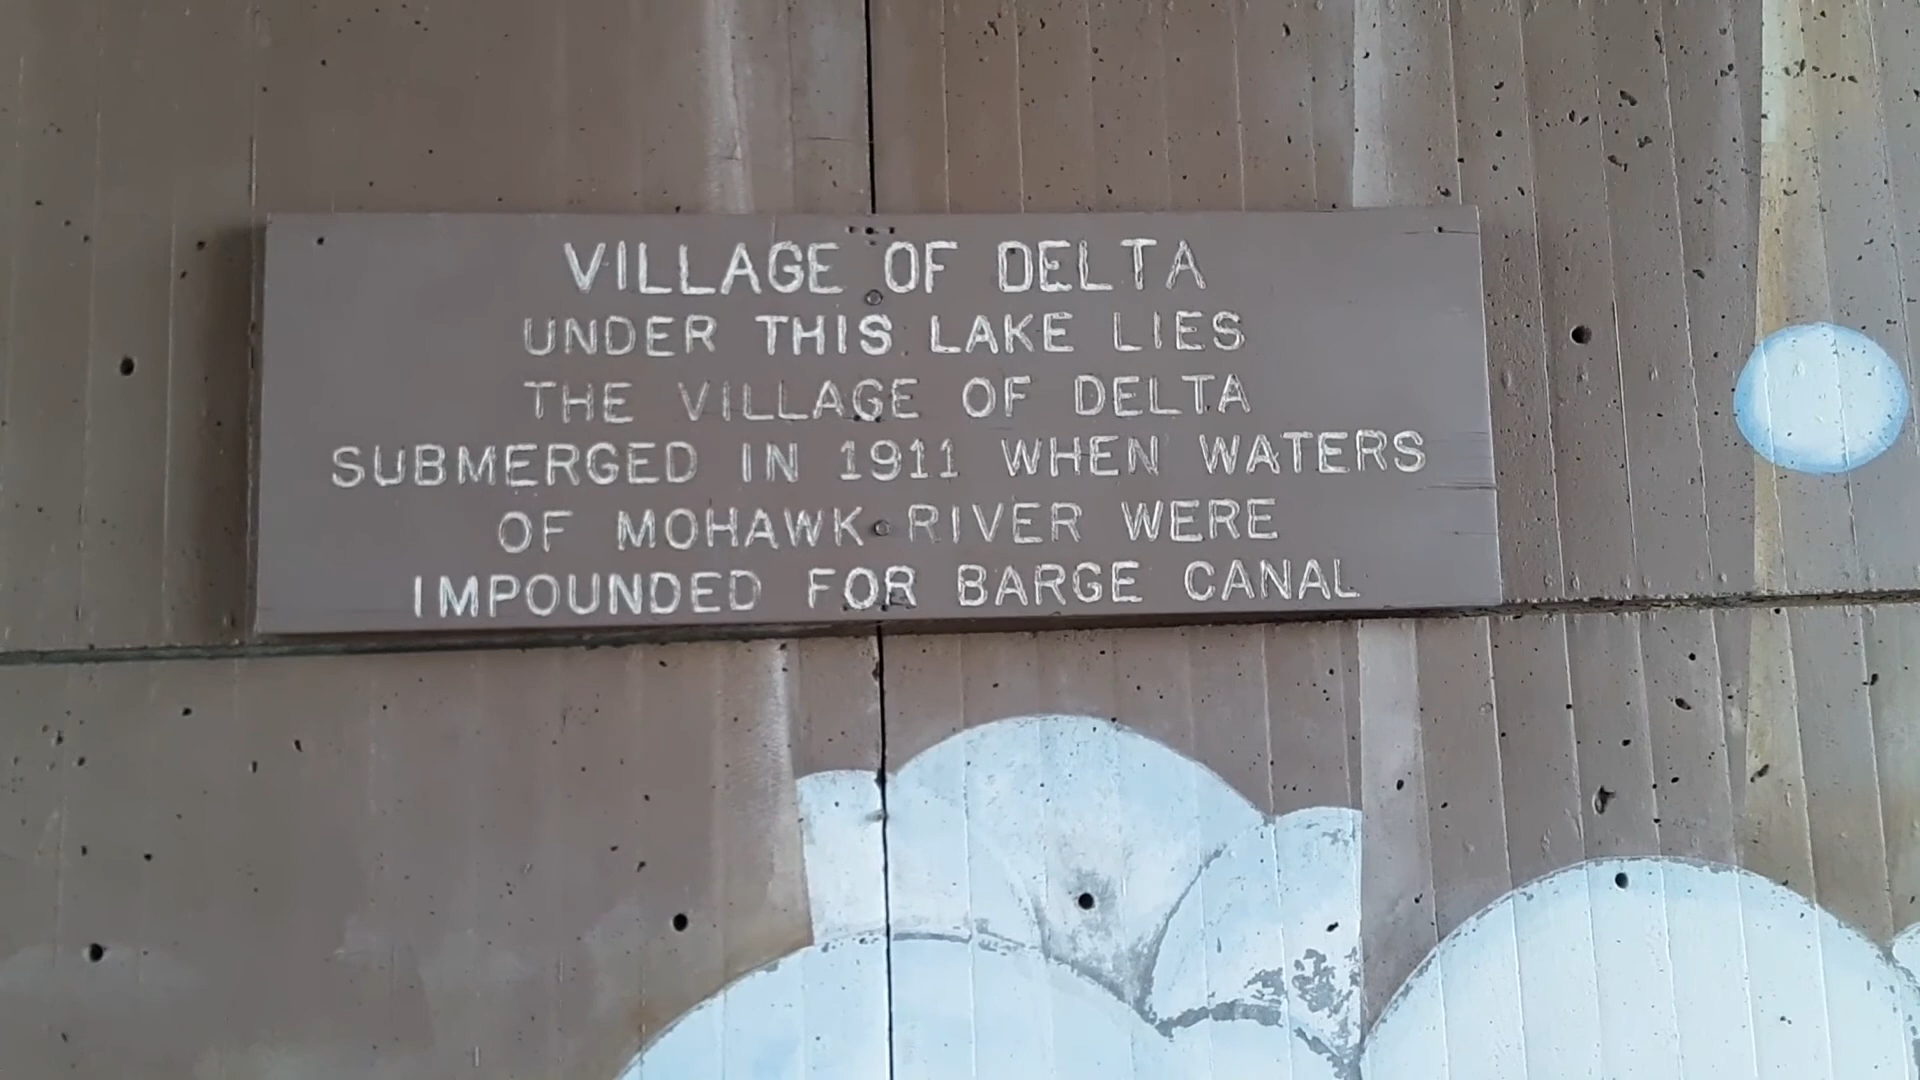 VILLAGE OF DELTA
UNDER THIS LAKE LIES
THE VILLAGE OF DELTA
SUBMERGED IN 1911 WHEN WATERS
OF MOHAWK RIVER WERE
IMPOUNDED FOR BARGE CANAL